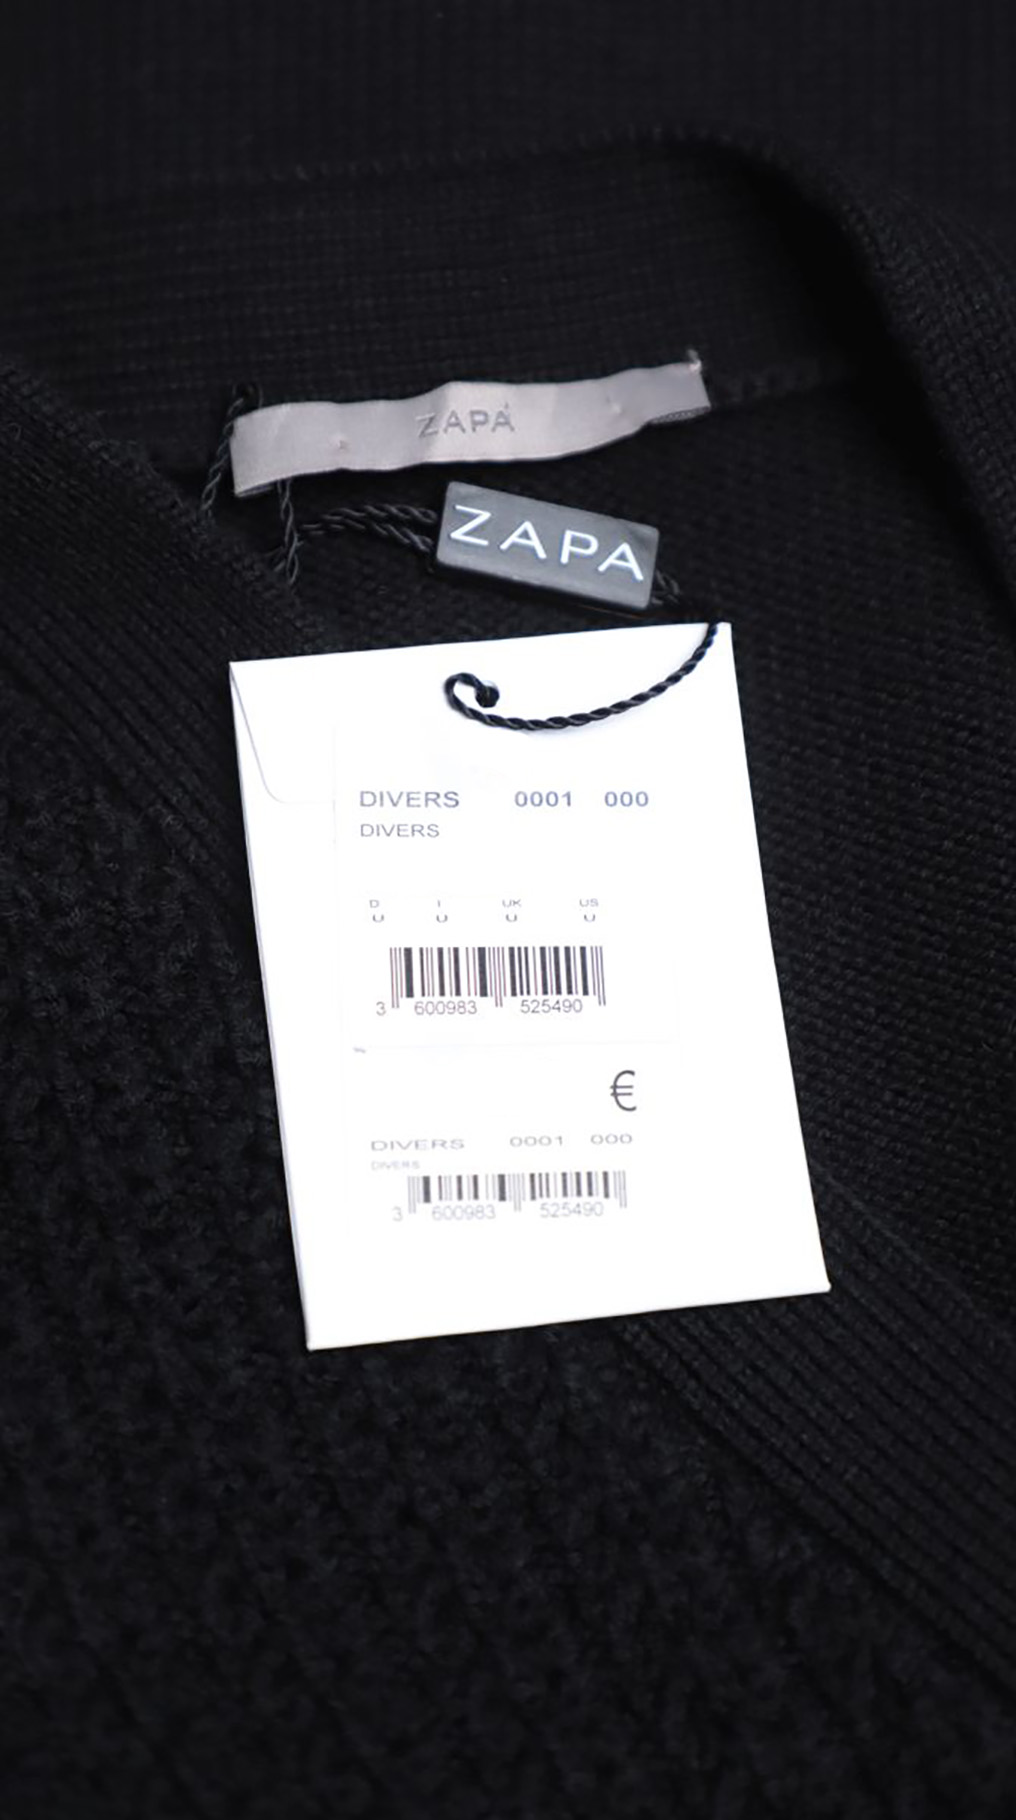 ZAPA
ZAPA
DIVERS 0001 000
DIVERS
D I UK US
U U U U
3 600983 525490
€
DIVERS 0001 000
DIVERS
3 600983 525490